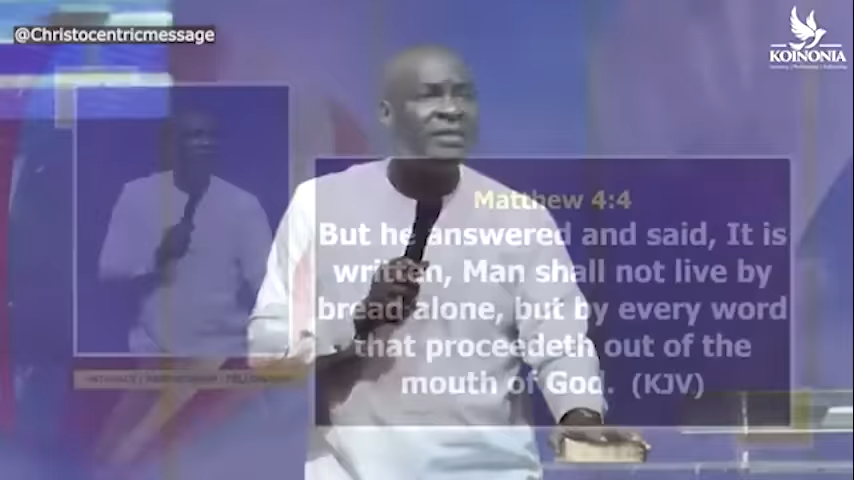 @Christocentricmessage
KOINONIA
Matthew 4:4
But he answered and said, It is
written, Man shall not live by
bread alone, but by every word
that proceedeth out of the
mouth of God. (KJV)